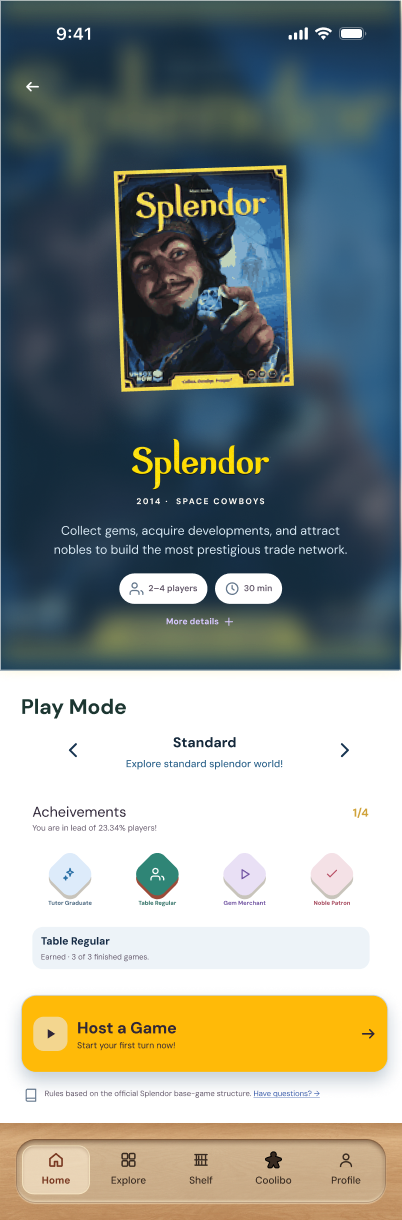 9:41
Splendor
UNBOX
NOW
Splendor
2014 · SPACE COWBOYS
Collect gems, acquire developments, and attract
nobles to build the most prestigious trade network.
2–4 players
30 min
More details +
Play Mode
Standard
Explore standard splendor world!
Acheivements
1/4
You are in lead of 23.34% players!
Tutor Graduate
Table Regular
Gem Merchant
Noble Patron
Table Regular
Earned · 3 of 3 finished games.
Host a Game
Start your first turn now!
Rules based on the official Splendor base-game structure. Have questions? →
Home
Explore
Shelf
Coolibo
Profile